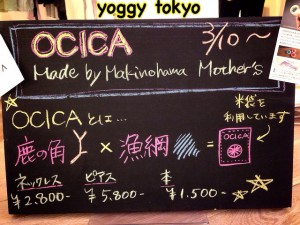 yoggy tokyo
OCICA 3/10〜
Made by Makinohama Mother's
OCICAとは…
米袋を
利用しています
鹿の角 × 漁網 = OCICA
ネックレス ピアス 本
¥2.800- ¥5.800- ¥1.500-